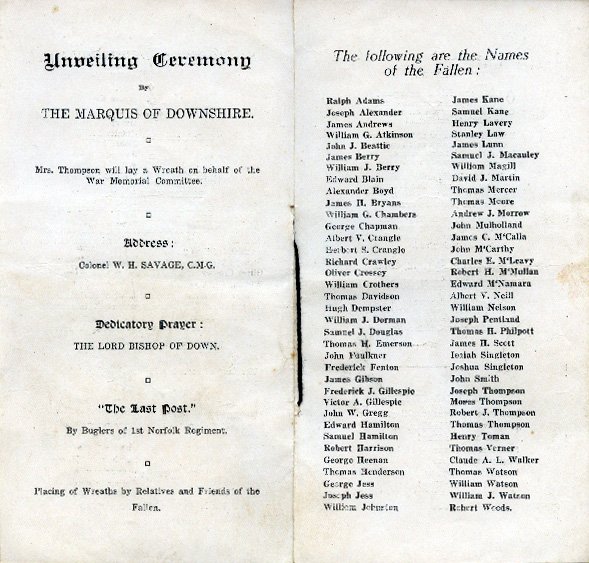 Unveiling Ceremony
By
THE MARQUIS OF DOWNSHIRE.
Mrs. Thompson will lay a Wreath on behalf of the
War Memorial Committee.
Address:
Colonel W. H. SAVAGE, C.M.G.
Dedicatory Prayer:
THE LORD BISHOP OF DOWN.
"The Last Post."
By Buglers of 1st Norfolk Regiment.
Placing of Wreaths by Relatives and Friends of the
Fallen.
The following are the Names
of the Fallen:
Ralph Adams
Joseph Alexander
James Andrews
William G. Atkinson
John J. Beattie
James Berry
William J. Berry
Edward Blain
Alexander Boyd
James H. Bryans
William G. Chambers
George Chapman
Albert V. Crangle
Herbert S. Crangle
Richard Crawley
Oliver Crossey
William Crothers
Thomas Davidson
Hugh Dempster
William J. Dorman
Samuel J. Douglas
Thomas H. Emerson
John Faulkner
Frederick Fenton
James Gibson
Frederick J. Gillespie
Victor A. Gillespie
John W. Gregg
Edward Hamilton
Samuel Hamilton
Robert Harrison
George Heenan
Thomas Henderson
George Jess
Joseph Jess
William Johnston
James Kane
Samuel Kane
Henry Lavery
Stanley Law
James Lunn
Samuel J. Macauley
William Magill
David J. Martin
Thomas Mercer
Thomas Moore
Andrew J. Morrow
John Mulholland
James C. M'Calla
John M'Carthy
Charles E. M'Leavy
Robert H. M'Mullan
Edward M'Namara
Albert V. Neill
William Nelson
Joseph Pentland
Thomas H. Philpott
James H. Scott
Isaiah Singleton
Joshua Singleton
John Smith
Joseph Thompson
Moses Thompson
Robert J. Thompson
Thomas Thompson
Henry Toman
Thomas Verner
Claude A. L. Walker
Thomas Watson
William Watson
William J. Watson
Robert Woods.